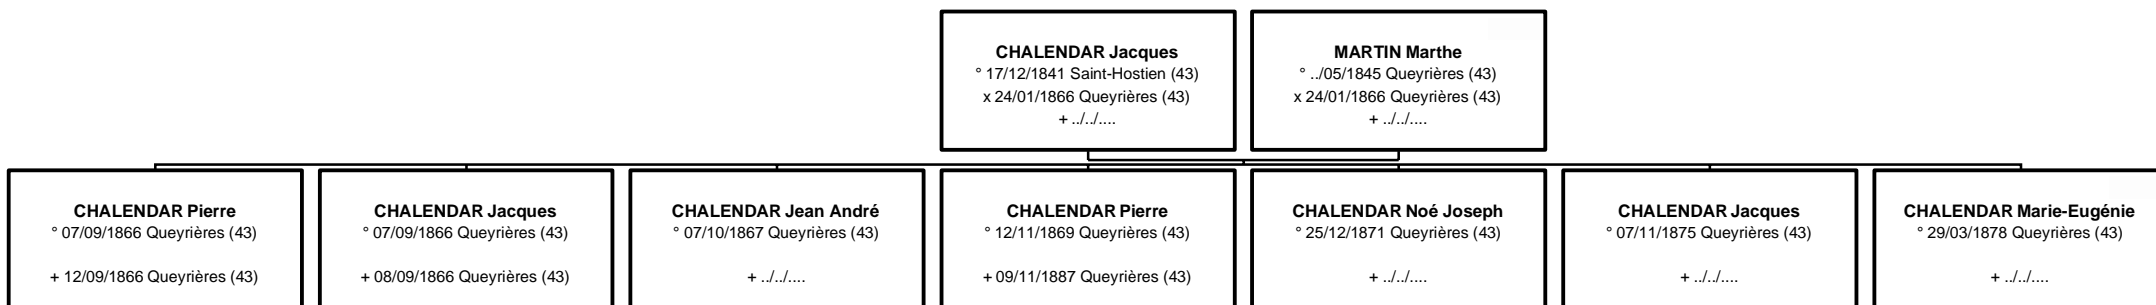 CHALENDAR Jacques
° 17/12/1841 Saint-Hostien (43)
x 24/01/1866 Queyrières (43)
+ ../../....
MARTIN Marthe
° ../05/1845 Queyrières (43)
x 24/01/1866 Queyrières (43)
+ ../../....
CHALENDAR Pierre
° 07/09/1866 Queyrières (43)
+ 12/09/1866 Queyrières (43)
CHALENDAR Jacques
° 07/09/1866 Queyrières (43)
+ 08/09/1866 Queyrières (43)
CHALENDAR Jean André
° 07/10/1867 Queyrières (43)
+ ../../....
CHALENDAR Pierre
° 12/11/1869 Queyrières (43)
+ 09/11/1887 Queyrières (43)
CHALENDAR Noé Joseph
° 25/12/1871 Queyrières (43)
+ ../../....
CHALENDAR Jacques
° 07/11/1875 Queyrières (43)
+ ../../....
CHALENDAR Marie-Eugénie
° 29/03/1878 Queyrières (43)
+ ../../....